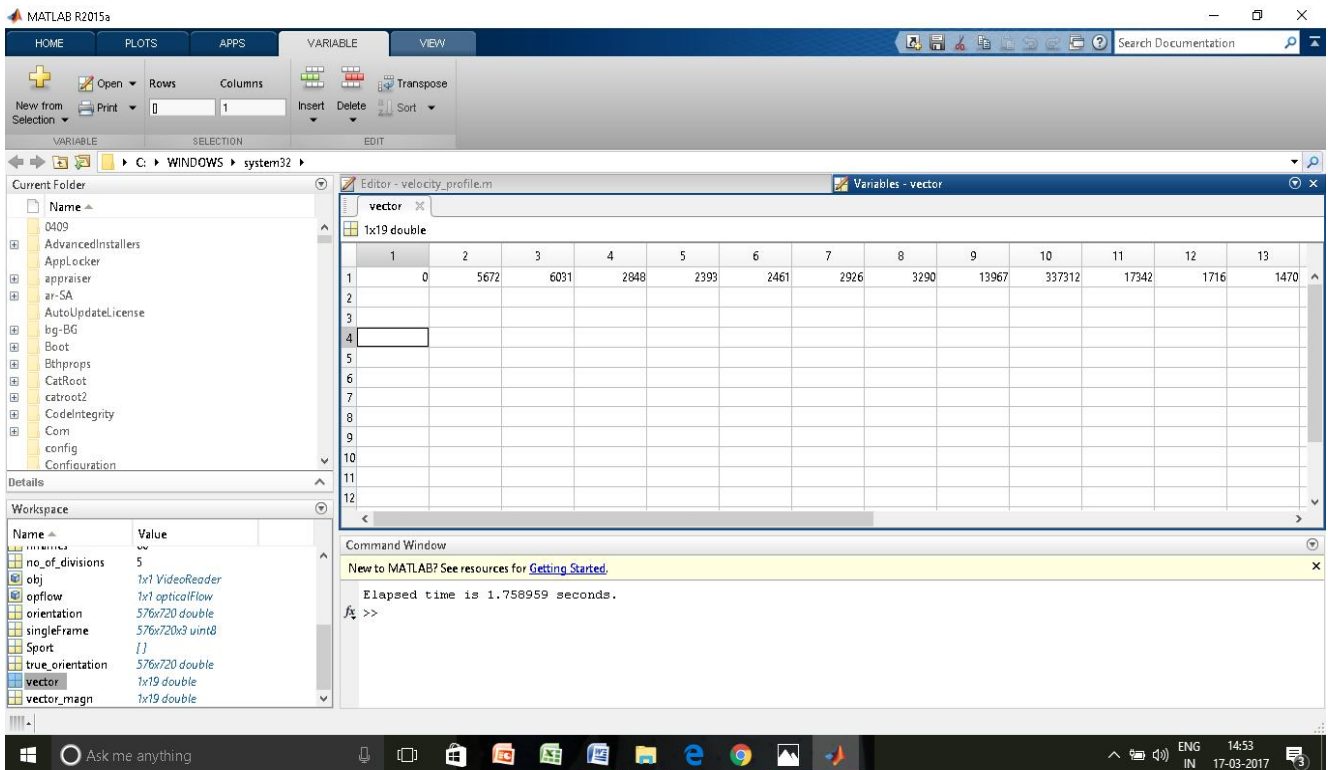 MATLAB R2015a
HOME PLOTS APPS VARIABLE VIEW Search Documentation
New from Selection Open Print Rows Columns [] 1 Insert Delete Transpose Sort
VARIABLE SELECTION EDIT
C: WINDOWS system32
Current Folder
Name
0409
AdvancedInstallers
AppLocker
appraiser
ar-SA
AutoUpdateLicense
bg-BG
Boot
Bthprops
CatRoot
catroot2
CodeIntegrity
Com
config
Configuration
Details
Workspace
Name Value
no_of_divisions 5
obj 1x1 VideoReader
opflow 1x1 opticalFlow
orientation 576x720 double
singleFrame 576x720x3 uint8
Sport []
true_orientation 576x720 double
vector 1x19 double
vector_magn 1x19 double
Editor - velocity_profile.m Variables - vector
vector
1x19 double
1 2 3 4 5 6 7 8 9 10 11 12 13
1 0 5672 6031 2848 2393 2461 2926 3290 13967 337312 17342 1716 1470
2
3
4
5
6
7
8
9
10
11
12
Command Window
New to MATLAB? See resources for Getting Started.
Elapsed time is 1.758959 seconds.
fx >>
Ask me anything
ENG 14:53
IN 17-03-2017